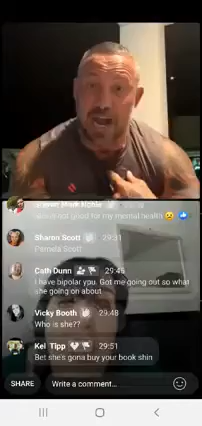 Mark Noble
not good for my mental health 😕
Sharon Scott 29:31
Pamela Scott
Cath Dunn 29:45
I have bipolar you. Got me going out so what
she going on about
Vicky Booth 29:48
Who is she??
Kel Tipp 29:51
Bet she's gona buy your book shin
SHARE Write a comment...